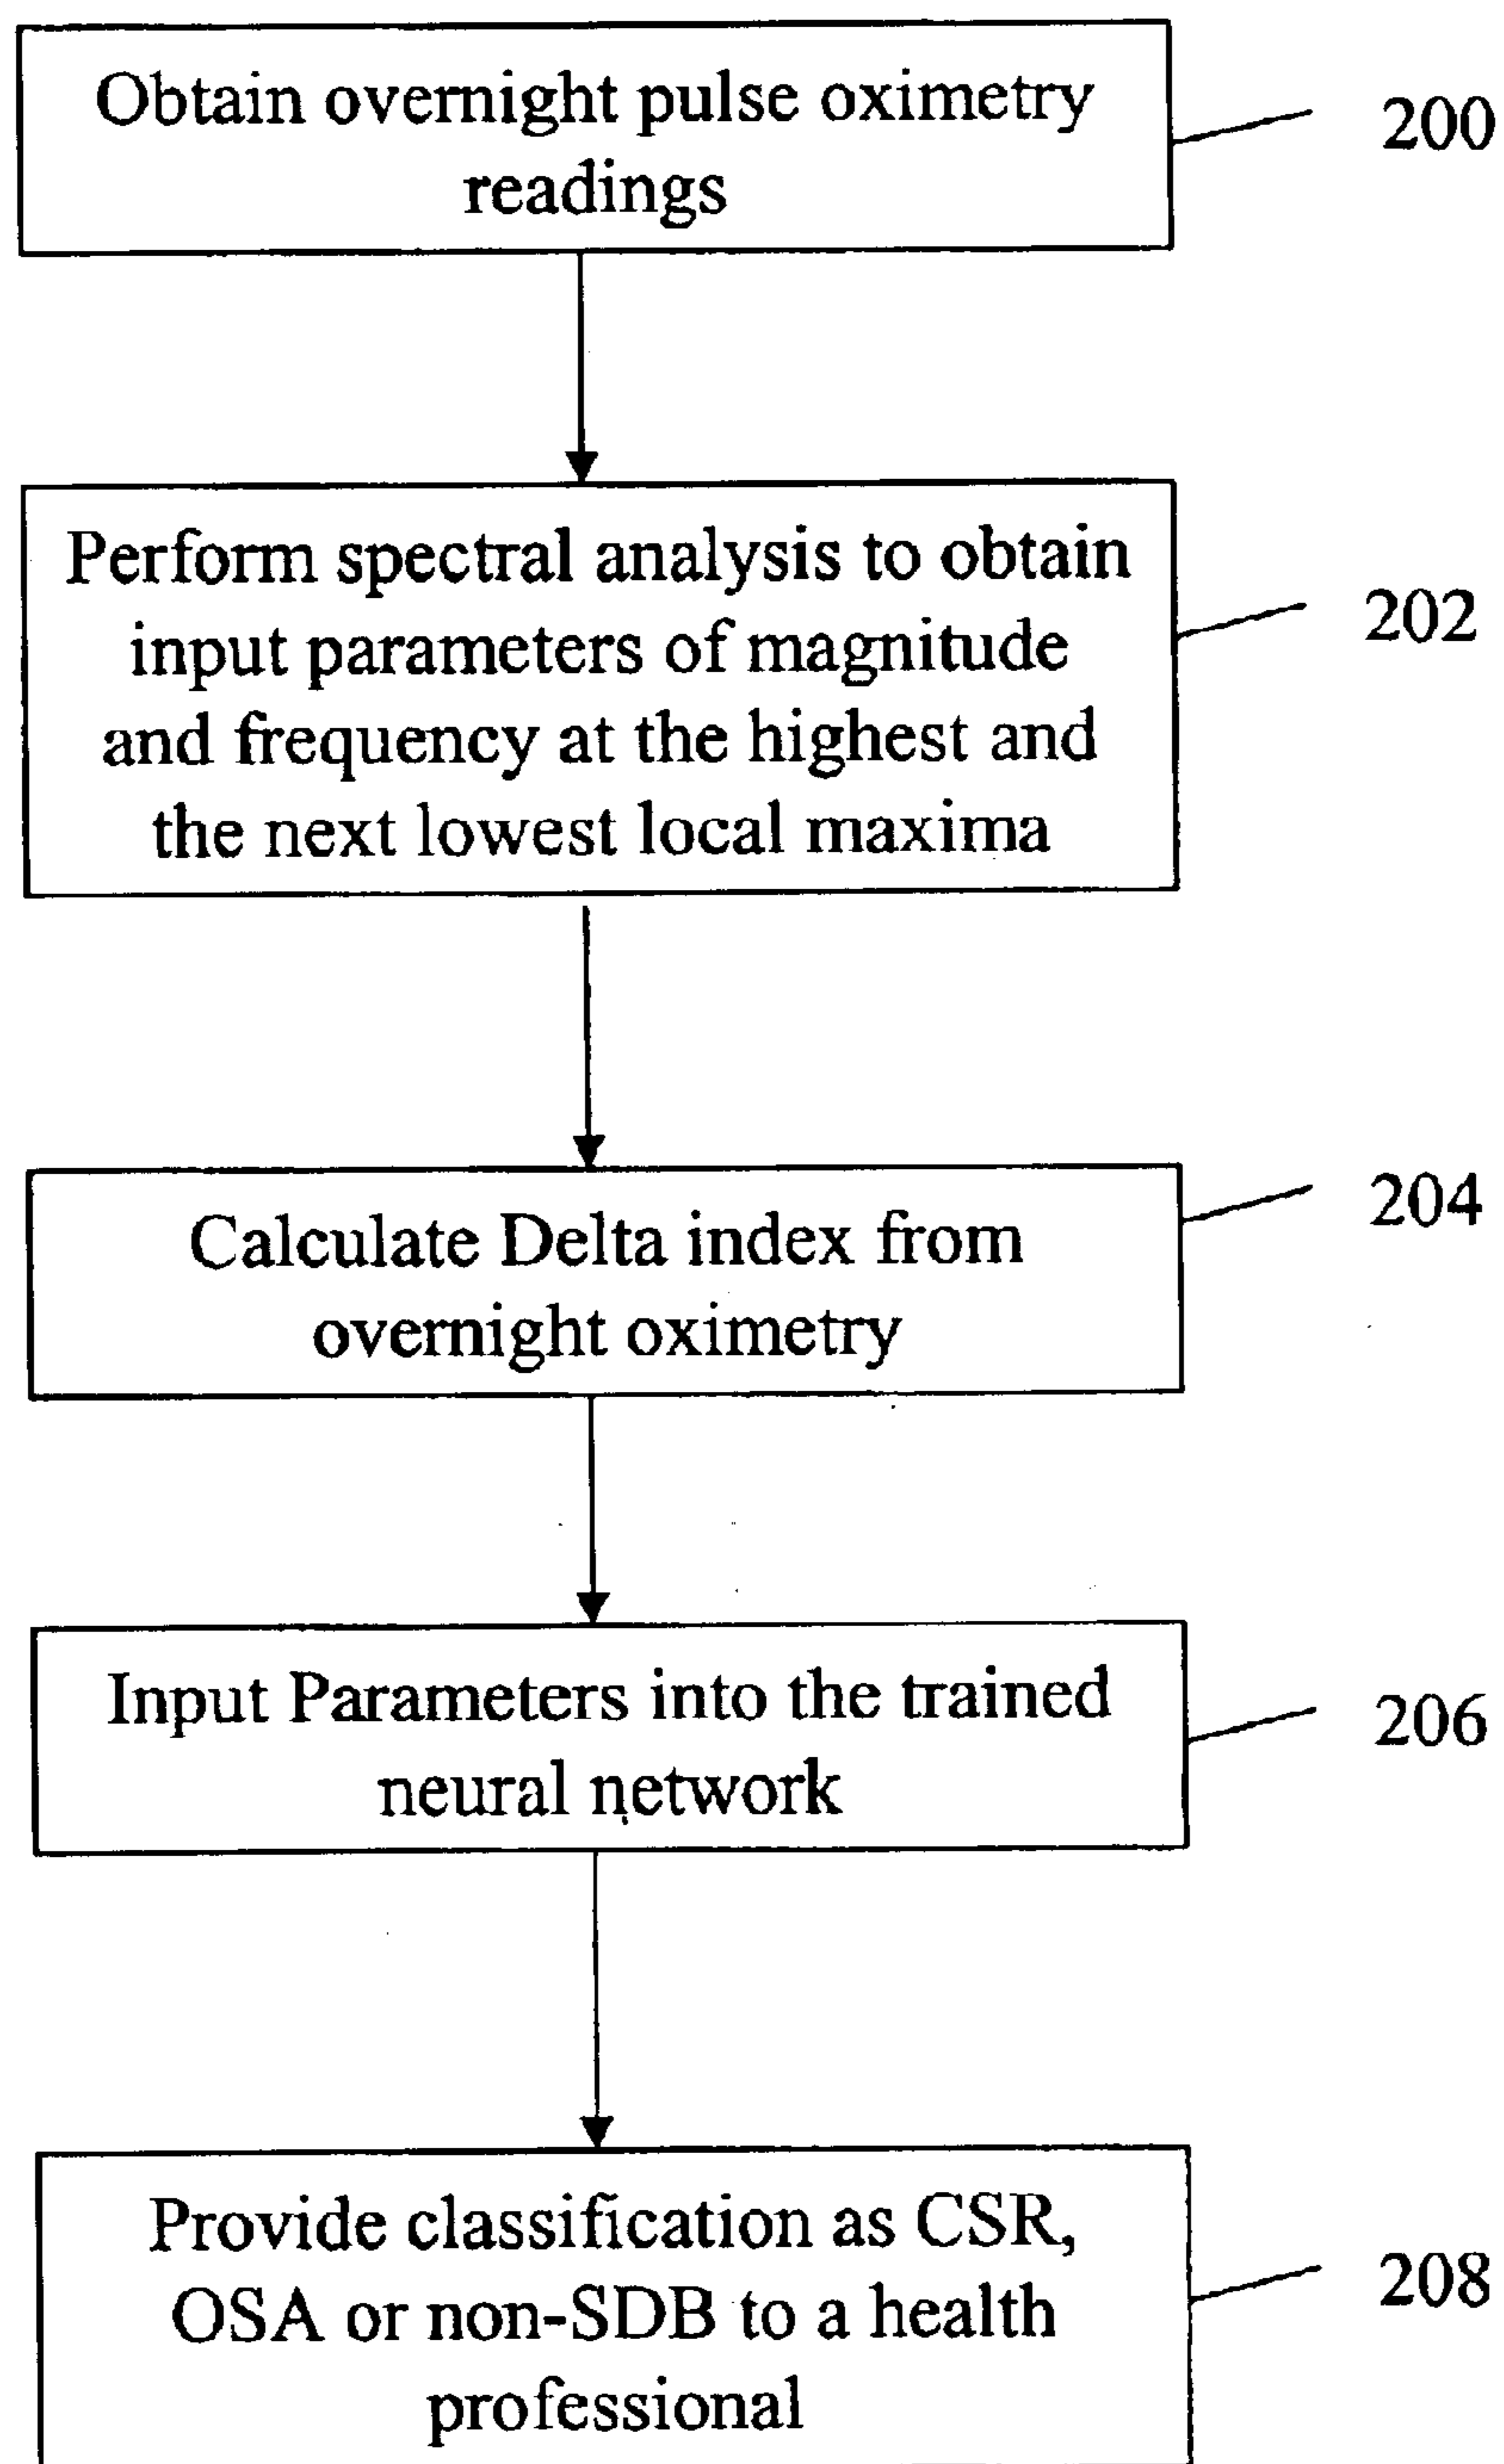 Obtain overnight pulse oximetry
readings
200
Perform spectral analysis to obtain
input parameters of magnitude
and frequency at the highest and
the next lowest local maxima
202
Calculate Delta index from
overnight oximetry
204
Input Parameters into the trained
neural network
206
Provide classification as CSR,
OSA or non-SDB to a health
professional
208